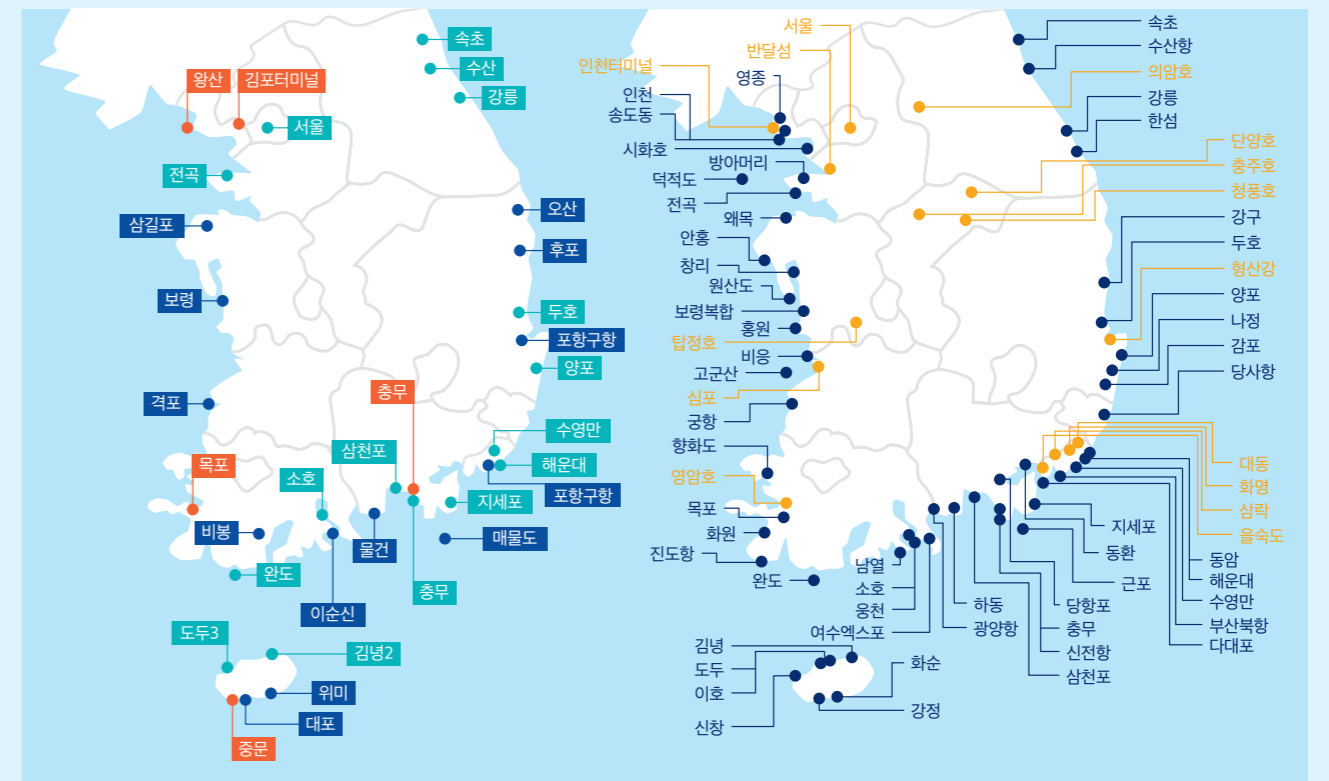 속초
수산
강릉
왕산
김포터미널
서울
전곡
삼길포
오산
후포
보령
두호
포항구항
양포
충무
격포
수영만
삼천포
해운대
목포
소호
포항구항
지세포
비봉
물건
매물도
완도
충무
이순신
도두3
김녕2
위미
대포
중문
서울
반달섬
인천터미널
영종
인천
송도동
시화호
방아머리
덕적도
전곡
왜목
안흥
창리
원산도
보령복합
홍원
탑정호
비응
고군산
심포
궁항
향화도
영암호
목포
화원
진도항
완도
남열
소호
웅천
여수엑스포
김녕
도두
이호
신창
화순
강정
하동
광양항
당항포
충무
신전항
삼천포
지세포
동환
근포
속초
수산항
의암호
강릉
한섬
단양호
충주호
청풍호
강구
두호
형산강
양포
나정
감포
당사항
대동
화명
삼락
을숙도
동암
해운대
수영만
부산북항
다대포